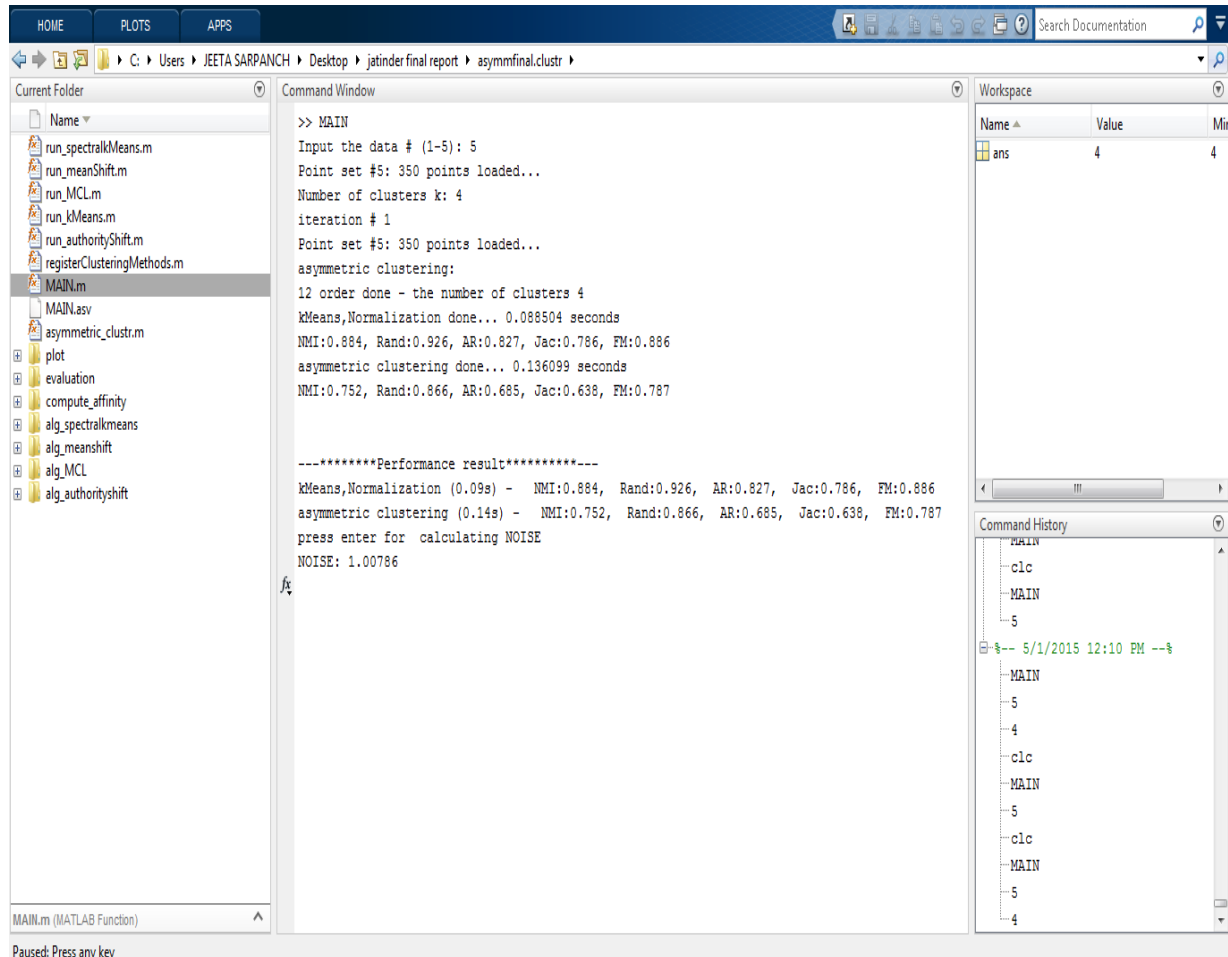 HOME PLOTS APPS Search Documentation
C: Users JEETA SARPANCH Desktop jatinder final report asymmfinal.clustr
Current Folder
Name
run_spectralkMeans.m
run_meanShift.m
run_MCL.m
run_kMeans.m
run_authorityShift.m
registerClusteringMethods.m
MAIN.m
MAIN.asv
asymmetric_clustr.m
plot
evaluation
compute_affinity
alg_spectralkmeans
alg_meanshift
alg_MCL
alg_authorityshift
MAIN.m (MATLAB Function)
Command Window
>> MAIN
Input the data # (1-5): 5
Point set #5: 350 points loaded...
Number of clusters k: 4
iteration # 1
Point set #5: 350 points loaded...
asymmetric clustering:
12 order done - the number of clusters 4
kMeans,Normalization done... 0.088504 seconds
NMI:0.884, Rand:0.926, AR:0.827, Jac:0.786, FM:0.886
asymmetric clustering done... 0.136099 seconds
NMI:0.752, Rand:0.866, AR:0.685, Jac:0.638, FM:0.787
---********Performance result**********---
kMeans,Normalization (0.09s) - NMI:0.884, Rand:0.926, AR:0.827, Jac:0.786, FM:0.886
asymmetric clustering (0.14s) - NMI:0.752, Rand:0.866, AR:0.685, Jac:0.638, FM:0.787
press enter for calculating NOISE
NOISE: 1.00786
fx
Workspace
Name Value Min
ans 4 4
Command History
MAIN
clc
MAIN
5
%-- 5/1/2015 12:10 PM --%
MAIN
5
4
clc
MAIN
5
clc
MAIN
5
4
Paused: Press any key